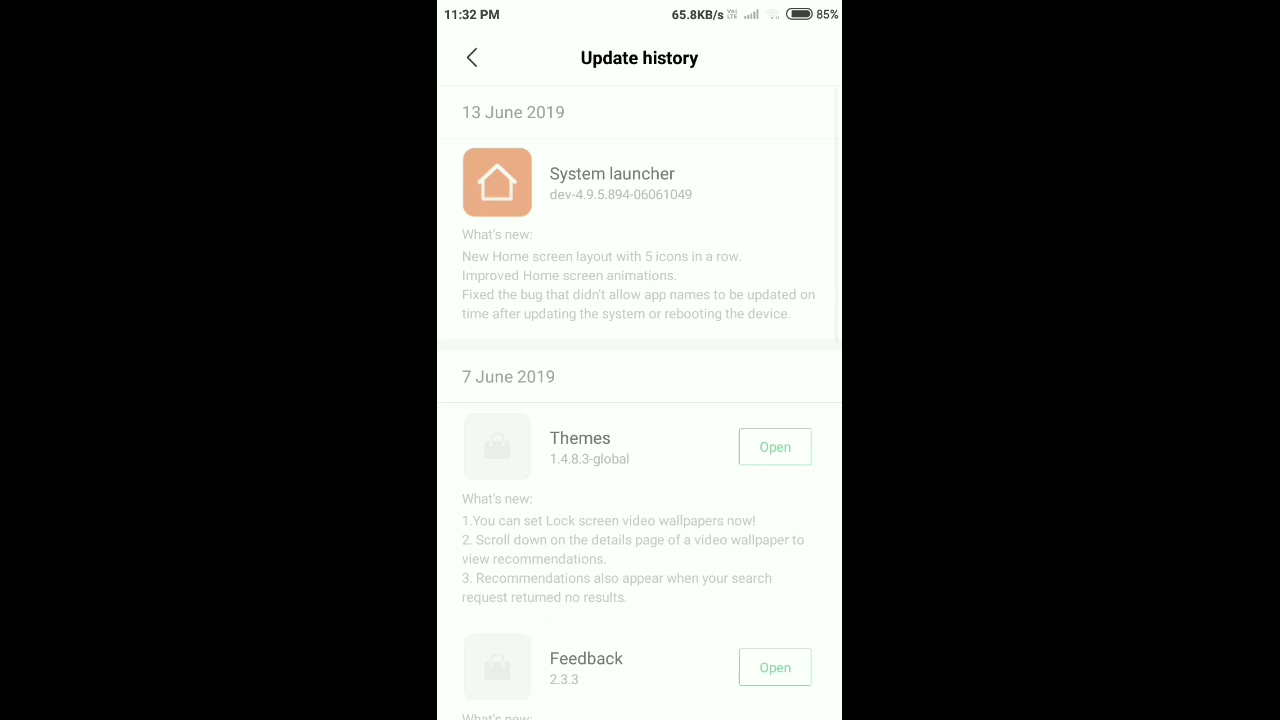 11:32 PM 65.8KB/s Vo) LTE 85%
Update history
13 June 2019
System launcher
dev-4.9.5.894-06061049
What's new:
New Home screen layout with 5 icons in a row.
Improved Home screen animations.
Fixed the bug that didn't allow app names to be updated on
time after updating the system or rebooting the device.
7 June 2019
Themes
1.4.8.3-global
Open
What's new:
1.You can set Lock screen video wallpapers now!
2. Scroll down on the details page of a video wallpaper to
view recommendations.
3. Recommendations also appear when your search
request returned no results.
Feedback
2.3.3
Open
What's new: